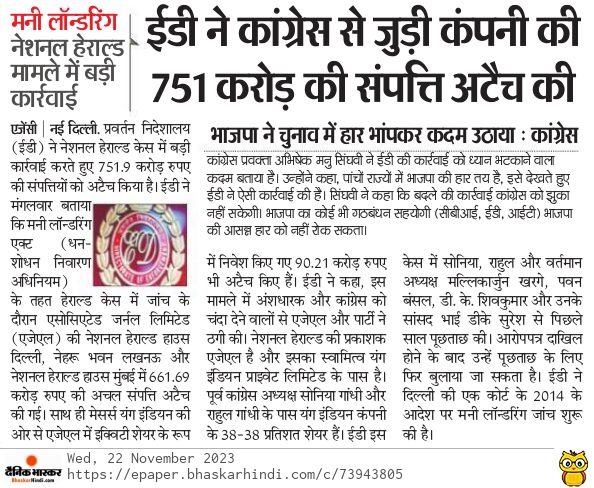 मनी लॉन्डरिंग
नेशनल हेराल्ड
मामले में बड़ी
कार्रवाई
ईडी ने कांग्रेस से जुड़ी कंपनी की
751 करोड़ की संपत्ति अटैच की
एजेंसी | नई दिल्ली. प्रवर्तन निदेशालय
(ईडी) ने नेशनल हेराल्ड केस में बड़ी
कार्रवाई करते हुए 751.9 करोड़ रुपए
की संपत्तियों को अटैच किया है। ईडी ने
मंगलवार बताया
कि मनी लॉन्डरिंग
एक्ट (धन-
शोधन निवारण
अधिनियम)
के तहत हेराल्ड केस में जांच के
दौरान एसोसिएटेड जर्नल लिमिटेड
(एजेएल) की नेशनल हेराल्ड हाउस
दिल्ली, नेहरू भवन लखनऊ और
नेशनल हेराल्ड हाउस मुंबई में 661.69
करोड़ रुपए की अचल संपत्ति अटैच
की गई। साथ ही मेसर्स यंग इंडियन की
ओर से एजेएल में इक्विटी शेयर के रूप
ED
भाजपा ने चुनाव में हार भांपकर कदम उठाया : कांग्रेस
कांग्रेस प्रवक्ता अभिषेक मनु सिंघवी ने ईडी की कार्रवाई को ध्यान भटकाने वाला
कदम बताया है। उन्होंने कहा, पांचों राज्यों में भाजपा की हार तय है, इसे देखते हुए
ईडी ने ऐसी कार्रवाई की है। सिंघवी ने कहा कि बदले की कार्रवाई कांग्रेस को झुका
नहीं सकेगी। भाजपा का कोई भी गठबंधन सहयोगी (सीबीआई, ईडी, आईटी) भाजपा
की आसन्न हार को नहीं रोक सकता।
में निवेश किए गए 90.21 करोड़ रुपए
भी अटैच किए हैं। ईडी ने कहा, इस
मामले में अंशधारक और कांग्रेस को
चंदा देने वालों से एजेएल और पार्टी ने
ठगी की। नेशनल हेराल्ड की प्रकाशक
एजेएल है और इसका स्वामित्व यंग
इंडियन प्राइवेट लिमिटेड के पास है।
पूर्व कांग्रेस अध्यक्ष सोनिया गांधी और
राहुल गांधी के पास यंग इंडियन कंपनी
के 38-38 प्रतिशत शेयर हैं। ईडी इस
केस में सोनिया, राहुल और वर्तमान
अध्यक्ष मल्लिकार्जुन खरगे, पवन
बंसल, डी. के. शिवकुमार और उनके
सांसद भाई डीके सुरेश से पिछले
साल पूछताछ की। आरोपपत्र दाखिल
होने के बाद उन्हें पूछताछ के लिए
फिर बुलाया जा सकता है। ईडी ने
दिल्ली की एक कोर्ट के 2014 के
आदेश पर मनी लॉन्डरिंग जांच शुरू
की है।
दैनिक भास्कर
BhaskarHindi.com
Wed, 22 November 2023
https://epaper.bhaskarhindi.com/c/73943805